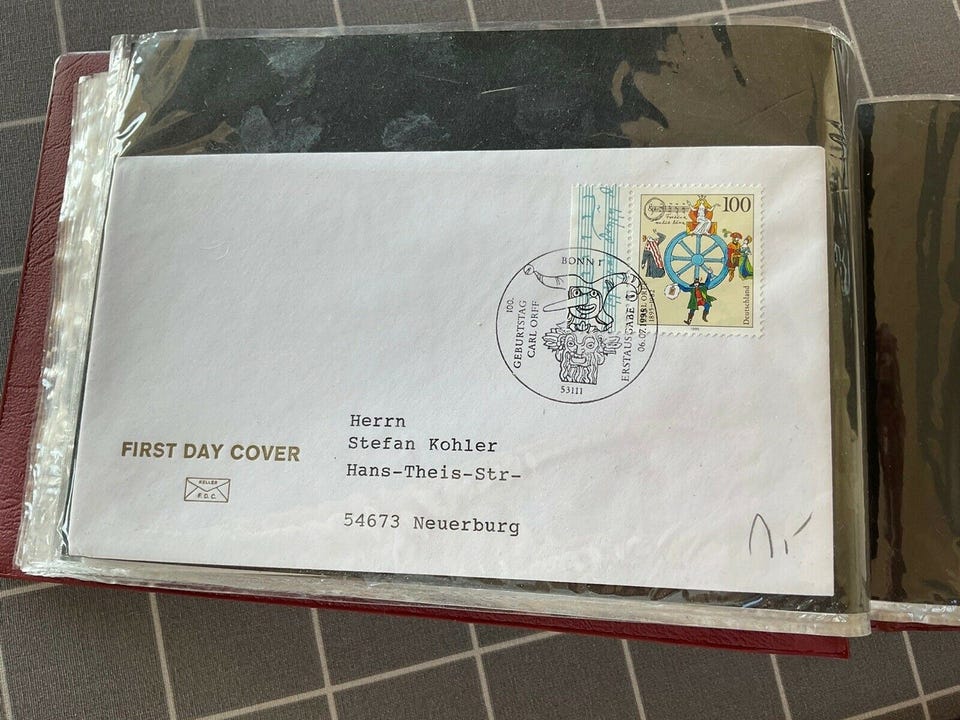 100
Deutschland
BONN 1
100.
GEBURTSTAG
CARL ORFF
ERSTAUSGABE
53111
Herrn
Stefan Kohler
Hans-Theis-Str-
54673 Neuerburg
FIRST DAY COVER
KELLER
F.D.C.